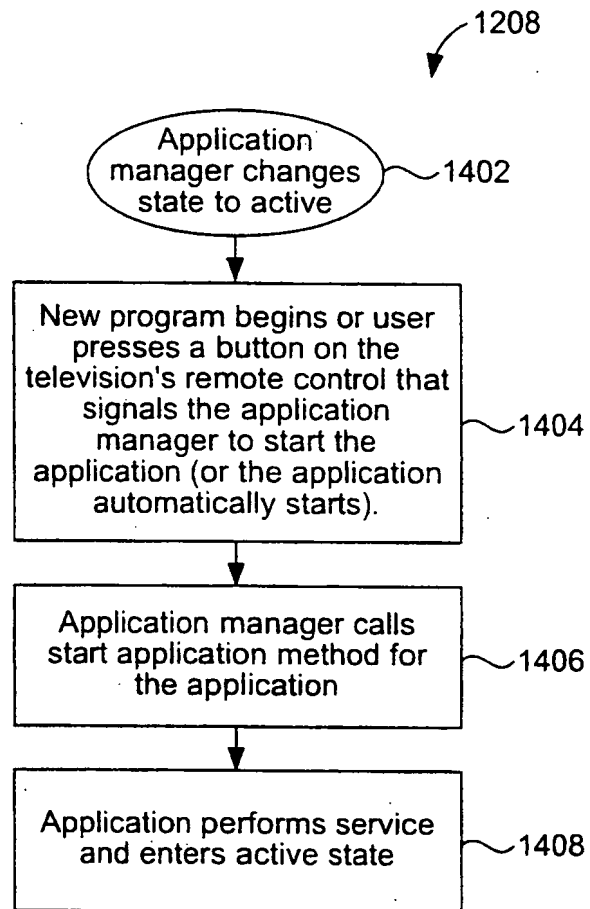 1208
Application
manager changes
state to active
1402
New program begins or user
presses a button on the
television's remote control that
signals the application
manager to start the
application (or the application
automatically starts).
1404
Application manager calls
start application method for
the application
1406
Application performs service
and enters active state
1408